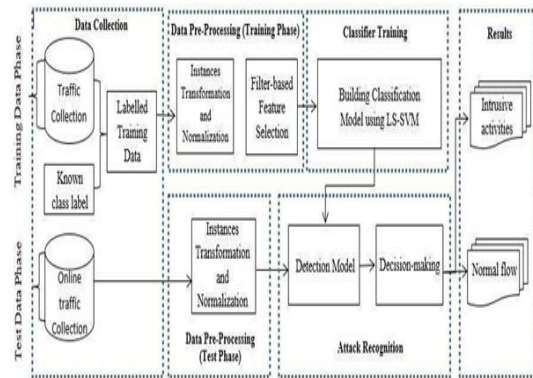 Data Collection
Data Pre-Processing (Training Phase)
Classifier Training
Results
Training Data Phase
Traffic
Collection
Known
class label
Labelled
Training
Data
Instances
Transformation
and
Normalization
Filter-based
Feature
Selection
Building Classification
Model using LS-SVM
Intrusive
activities
Test Data Phase
Online
traffic
Collection
Instances
Transformation
and
Normalization
Data Pre-Processing
(Test Phase)
Detection Model
Decision-making
Attack Recognition
Normal flow